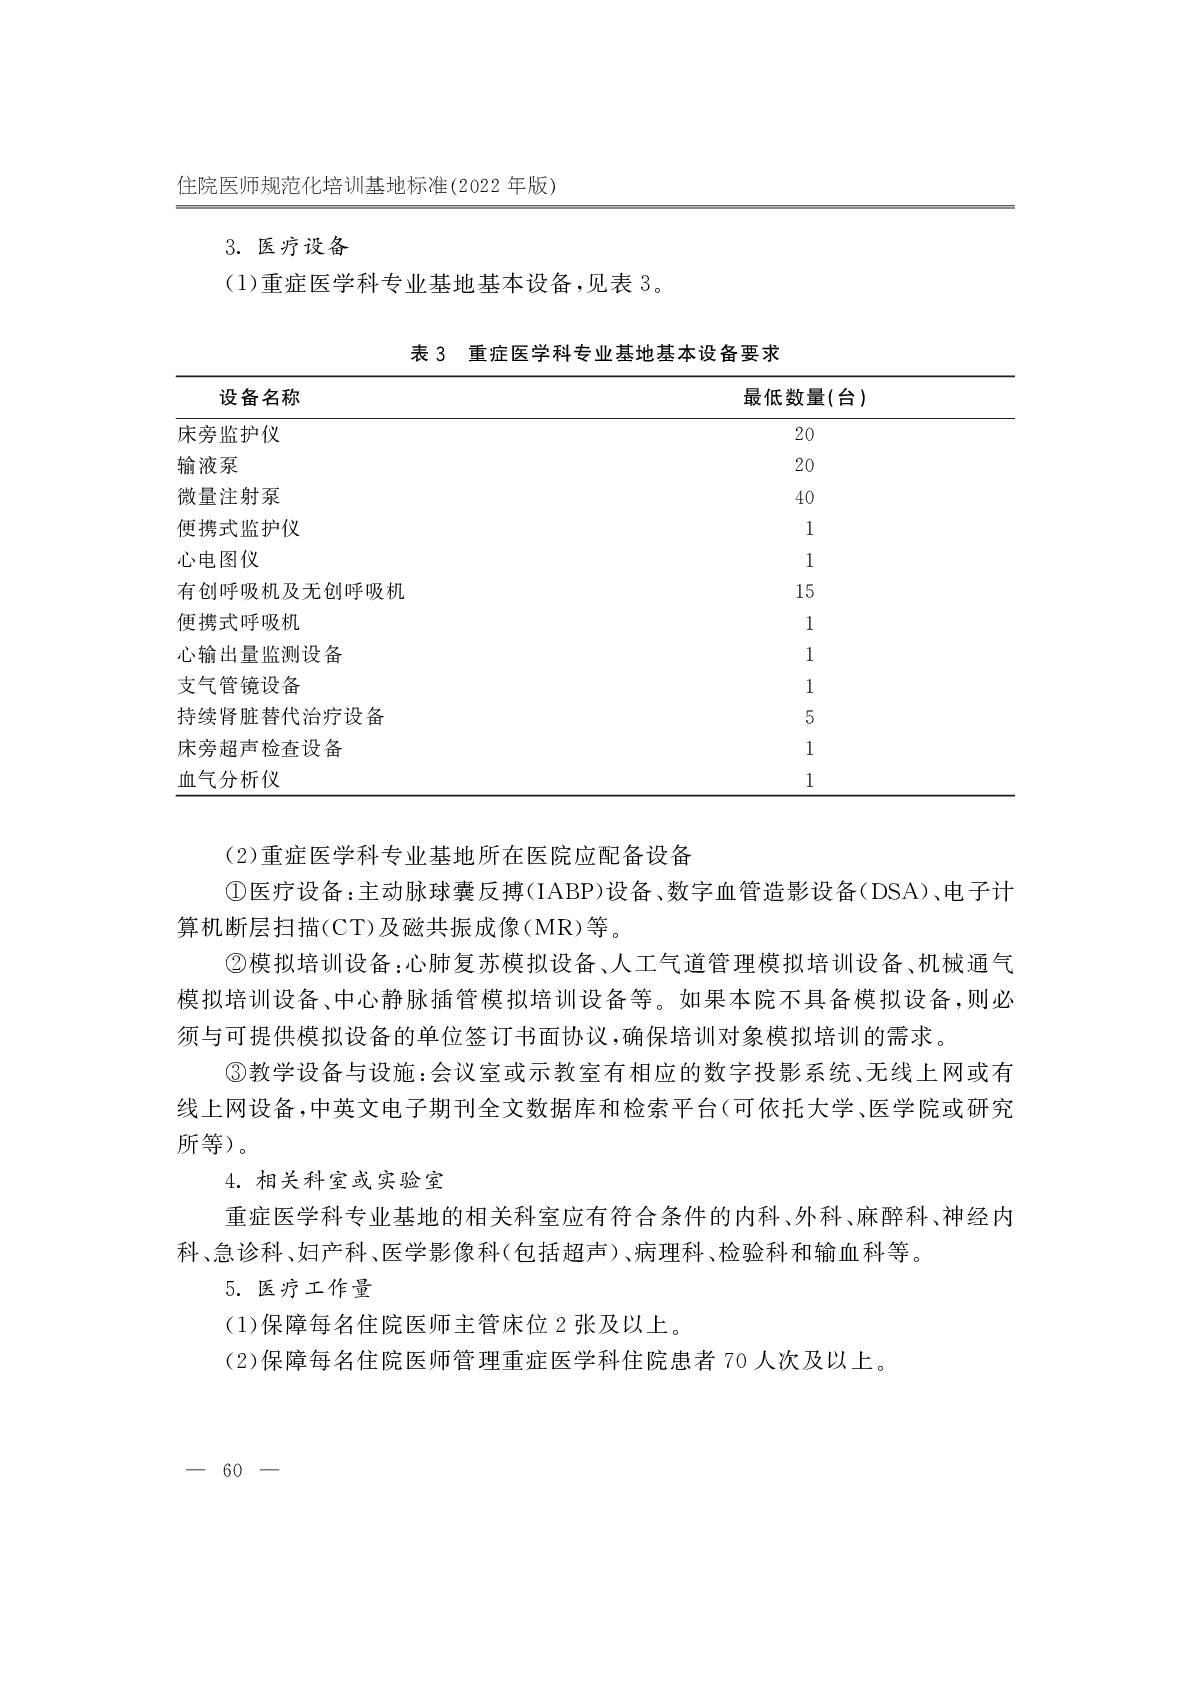 住院医师规范化培训基地标准(2022 年版)
3. 医疗设备
(1)重症医学科专业基地基本设备,见表 3。
表 3 重症医学科专业基地基本设备要求
设备名称 最低数量(台)
床旁监护仪 20
输液泵 20
微量注射泵 40
便携式监护仪 1
心电图仪 1
有创呼吸机及无创呼吸机 15
便携式呼吸机 1
心输出量监测设备 1
支气管镜设备 1
持续肾脏替代治疗设备 5
床旁超声检查设备 1
血气分析仪 1
(2)重症医学科专业基地所在医院应配备设备
①医疗设备:主动脉球囊反搏(IABP)设备、数字血管造影设备(DSA)、电子计
算机断层扫描(CT)及磁共振成像(MR)等。
②模拟培训设备:心肺复苏模拟设备、人工气道管理模拟培训设备、机械通气
模拟培训设备、中心静脉插管模拟培训设备等。如果本院不具备模拟设备,则必
须与可提供模拟设备的单位签订书面协议,确保培训对象模拟培训的需求。
③教学设备与设施:会议室或示教室有相应的数字投影系统、无线上网或有
线上网设备,中英文电子期刊全文数据库和检索平台(可依托大学、医学院或研究
所等)。
4. 相关科室或实验室
重症医学科专业基地的相关科室应有符合条件的内科、外科、麻醉科、神经内
科、急诊科、妇产科、医学影像科(包括超声)、病理科、检验科和输血科等。
5. 医疗工作量
(1)保障每名住院医师主管床位 2 张及以上。
(2)保障每名住院医师管理重症医学科住院患者 70 人次及以上。
— 60 —